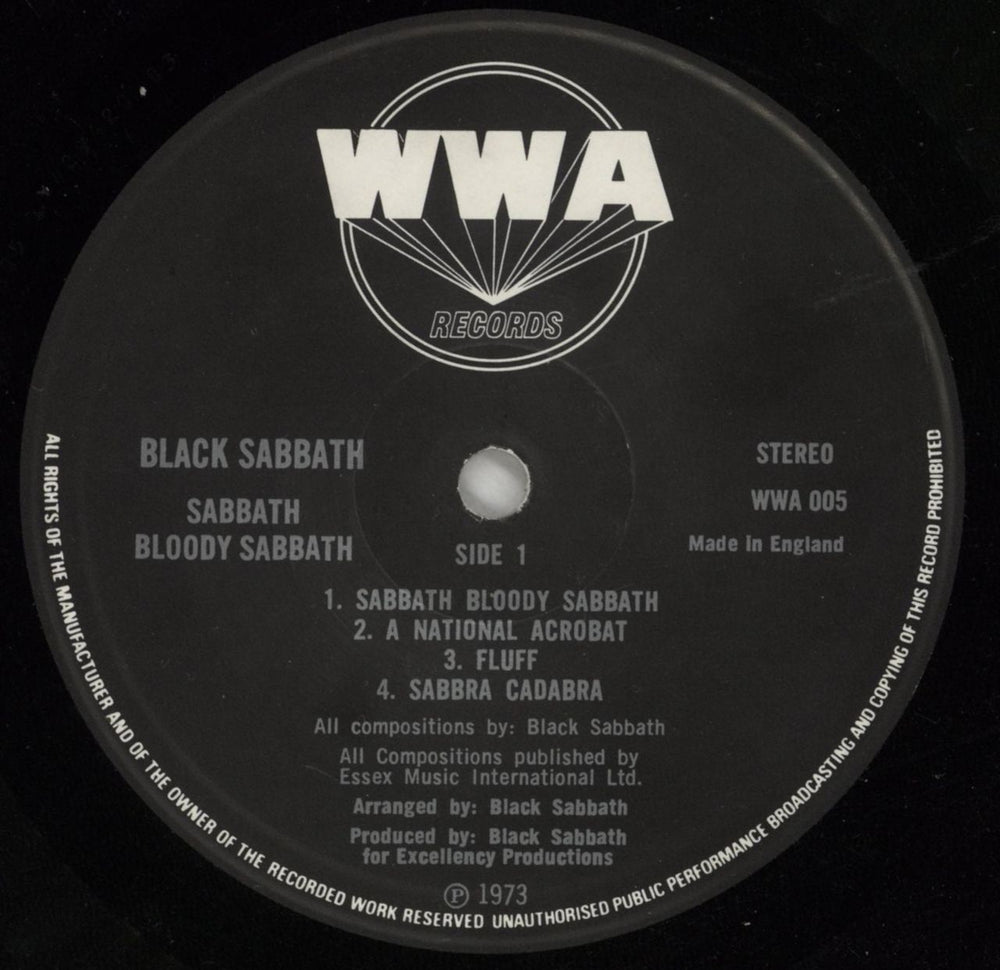 WWA
RECORDS
BLACK SABBATH
SABBATH
BLOODY SABBATH
STEREO
WWA 005
Made in England
SIDE 1
1. SABBATH BLOODY SABBATH
2. A NATIONAL ACROBAT
3. FLUFF
4. SABBRA CADABRA
All compositions by: Black Sabbath
All Compositions published by
Essex Music International Ltd.
Arranged by: Black Sabbath
Produced by: Black Sabbath
for Excellency Productions
Ⓟ 1973
ALL RIGHTS OF THE MANUFACTURER AND OF THE OWNER OF THE RECORDED WORK RESERVED UNAUTHORISED PUBLIC PERFORMANCE BROADCASTING AND COPYING OF THIS RECORD PROHIBITED